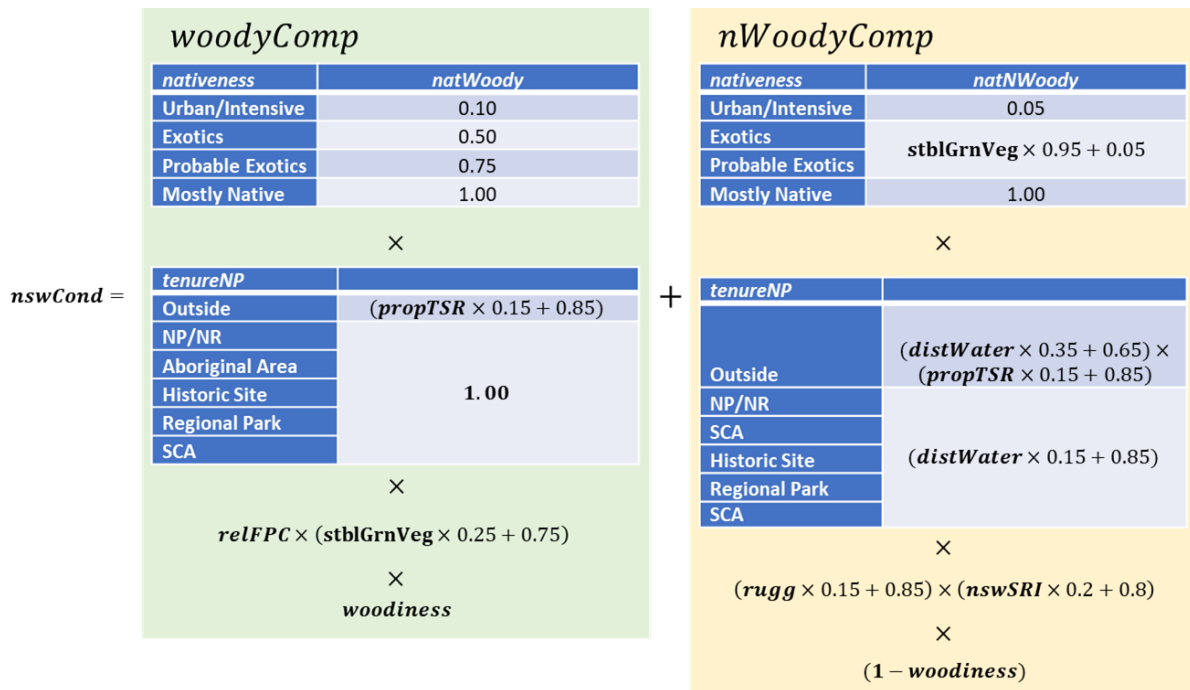 woodyComp
nativeness natWoody
Urban/Intensive 0.10
Exotics 0.50
Probable Exotics 0.75
Mostly Native 1.00
×
tenureNP
Outside (propTSR × 0.15 + 0.85)
NP/NR
Aboriginal Area
Historic Site 1.00
Regional Park
SCA
×
relFPC × (stblGrnVeg × 0.25 + 0.75)
×
woodiness
nswCond =
+
nWoodyComp
nativeness natNWoody
Urban/Intensive 0.05
Exotics
stblGrnVeg × 0.95 + 0.05
Probable Exotics
Mostly Native 1.00
×
tenureNP
(distWater × 0.35 + 0.65) ×
Outside (propTSR × 0.15 + 0.85)
NP/NR
SCA
Historic Site (distWater × 0.15 + 0.85)
Regional Park
SCA
×
(rugg × 0.15 + 0.85) × (nswSRI × 0.2 + 0.8)
×
(1 − woodiness)